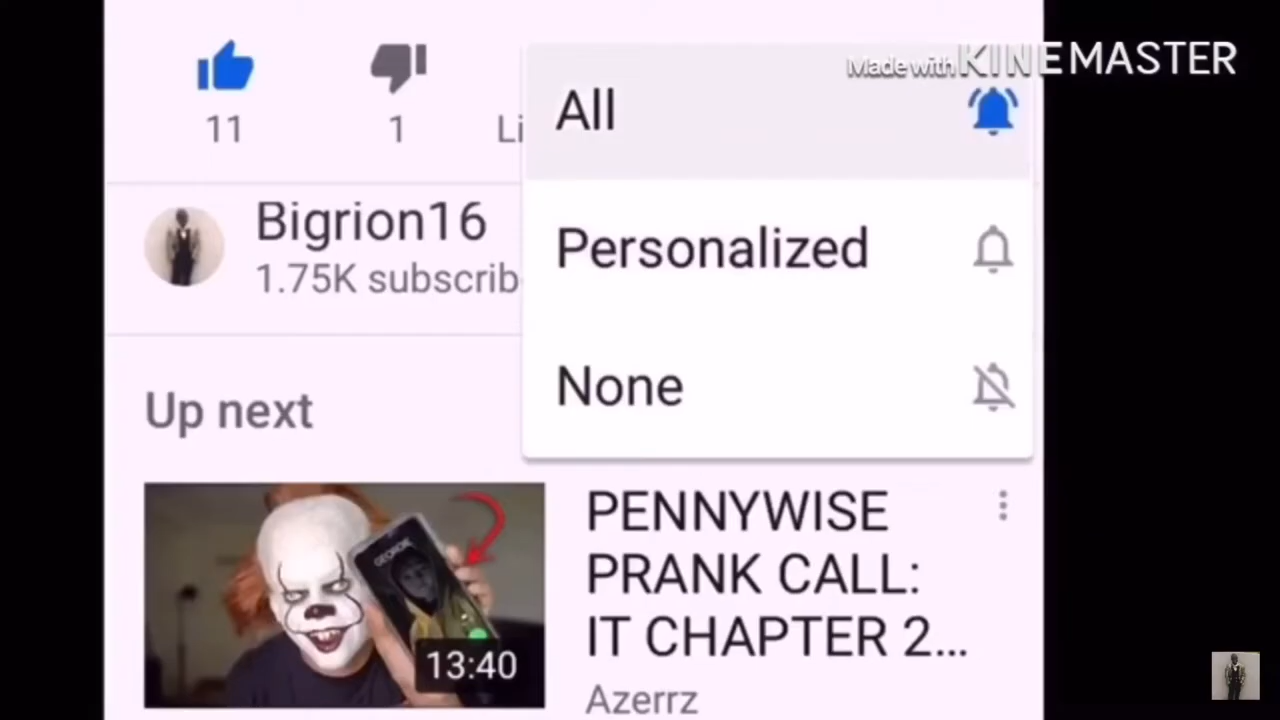 Made with KINEMASTER
All
11
1
Li
Bigrion16
1.75K subscrib
Personalized
None
Up next
PENNYWISE
PRANK CALL:
IT CHAPTER 2...
Azerrz
GEORGIE
13:40